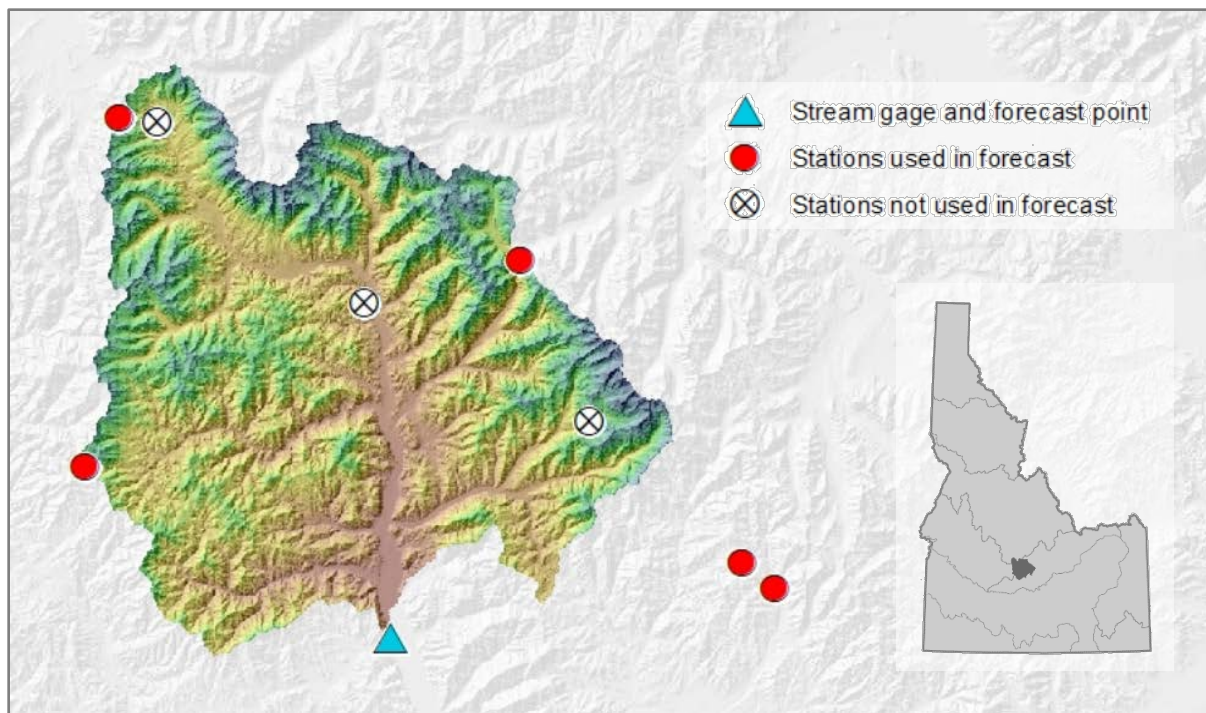 Stream gage and forecast point
Stations used in forecast
Stations not used in forecast